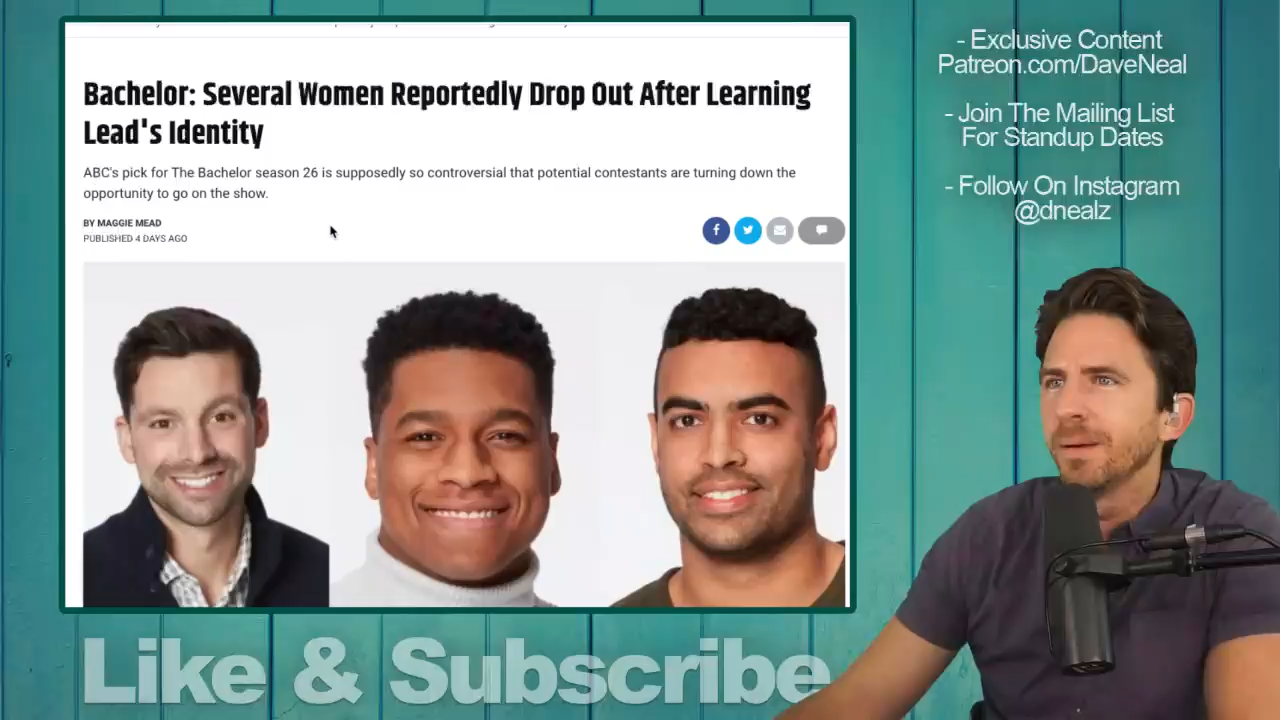 Bachelor: Several Women Reportedly Drop Out After Learning
Lead's Identity
ABC's pick for The Bachelor season 26 is supposedly so controversial that potential contestants are turning down the
opportunity to go on the show.
BY MAGGIE MEAD
PUBLISHED 4 DAYS AGO
- Exclusive Content
Patreon.com/DaveNeal
- Join The Mailing List
For Standup Dates
- Follow On Instagram
@dnealz
Like & Subscribe